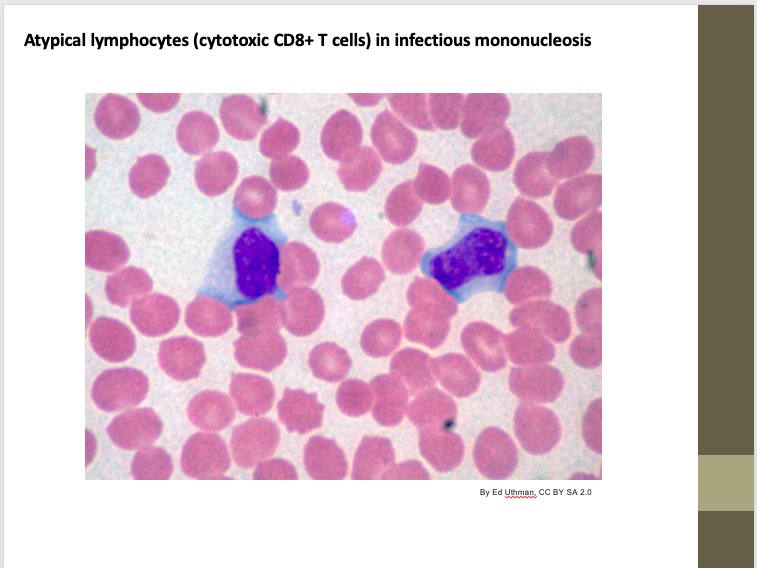 Atypical lymphocytes (cytotoxic CD8+ T cells) in infectious mononucleosis
By Ed Uthman, CC BY SA 2.0